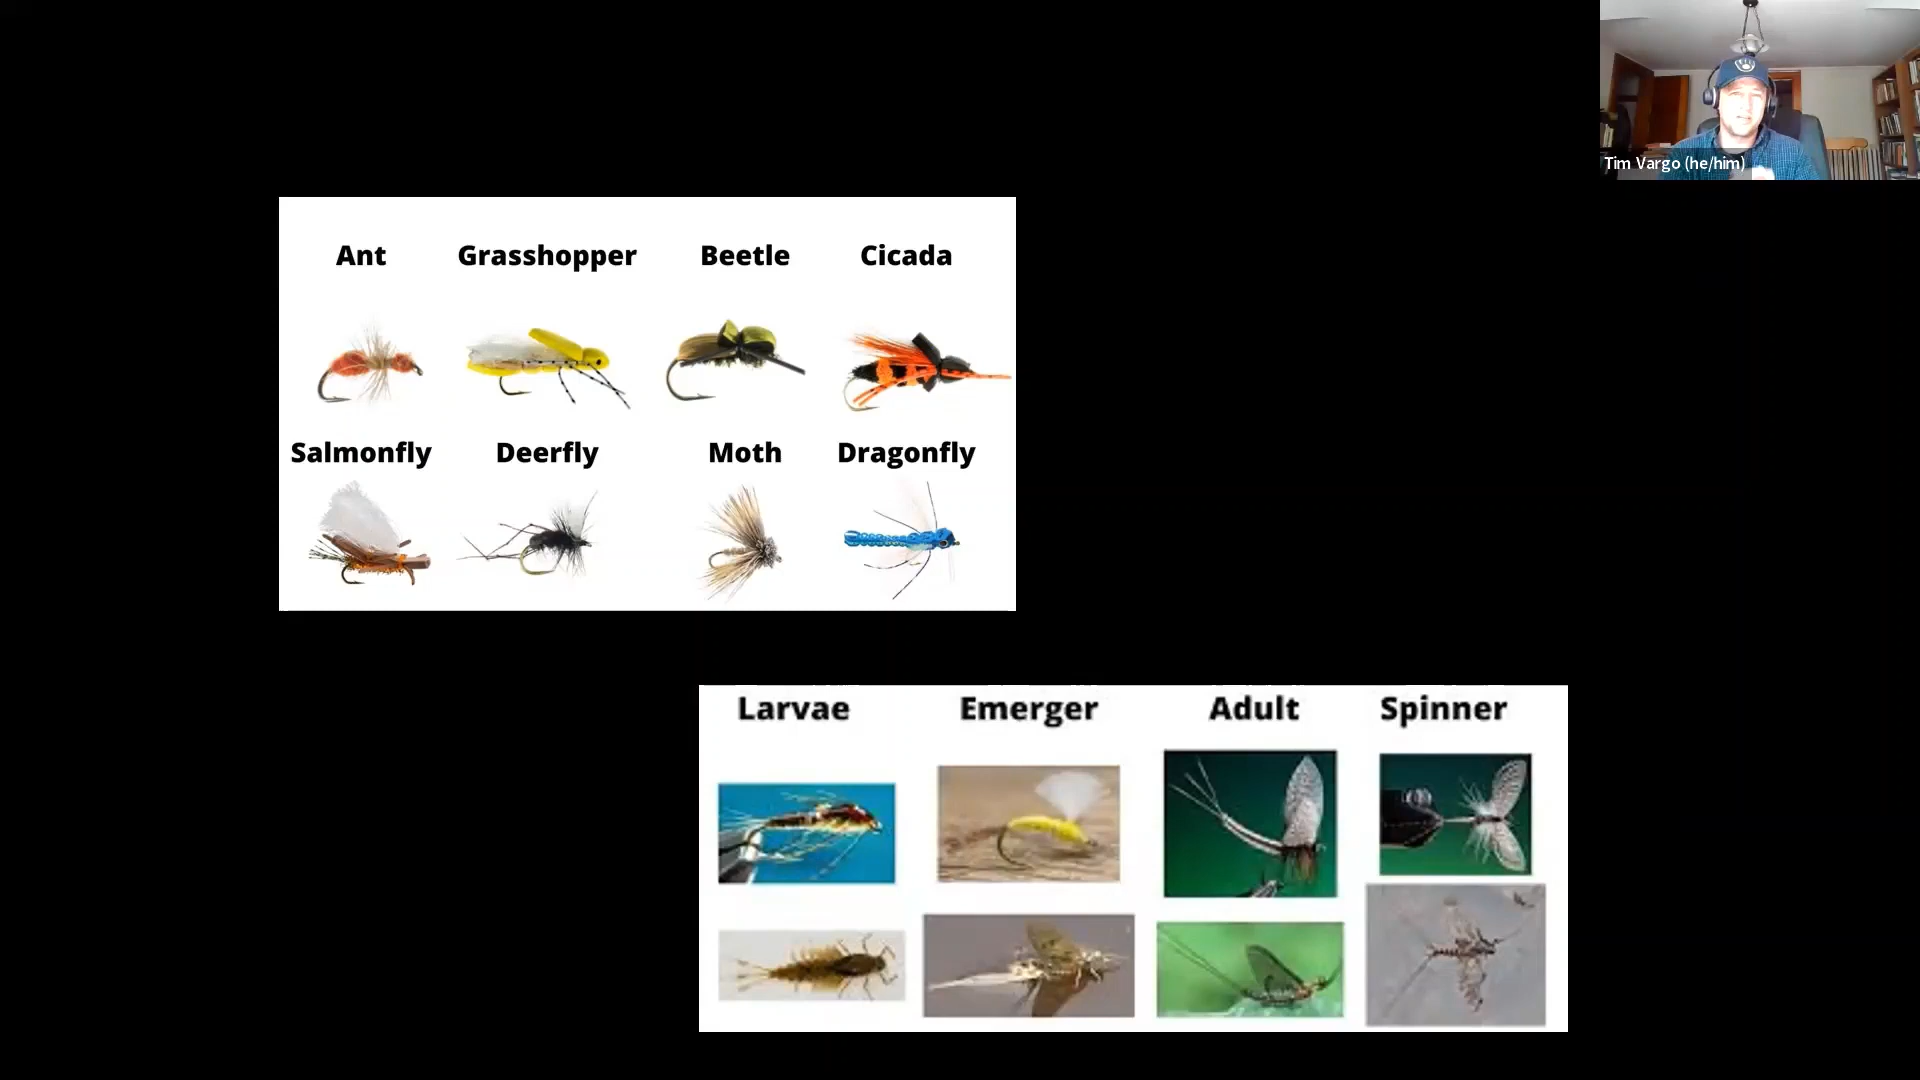 Tim Vargo (he/him)
Ant Grasshopper Beetle Cicada
Salmonfly Deerfly Moth Dragonfly
Larvae Emerger Adult Spinner